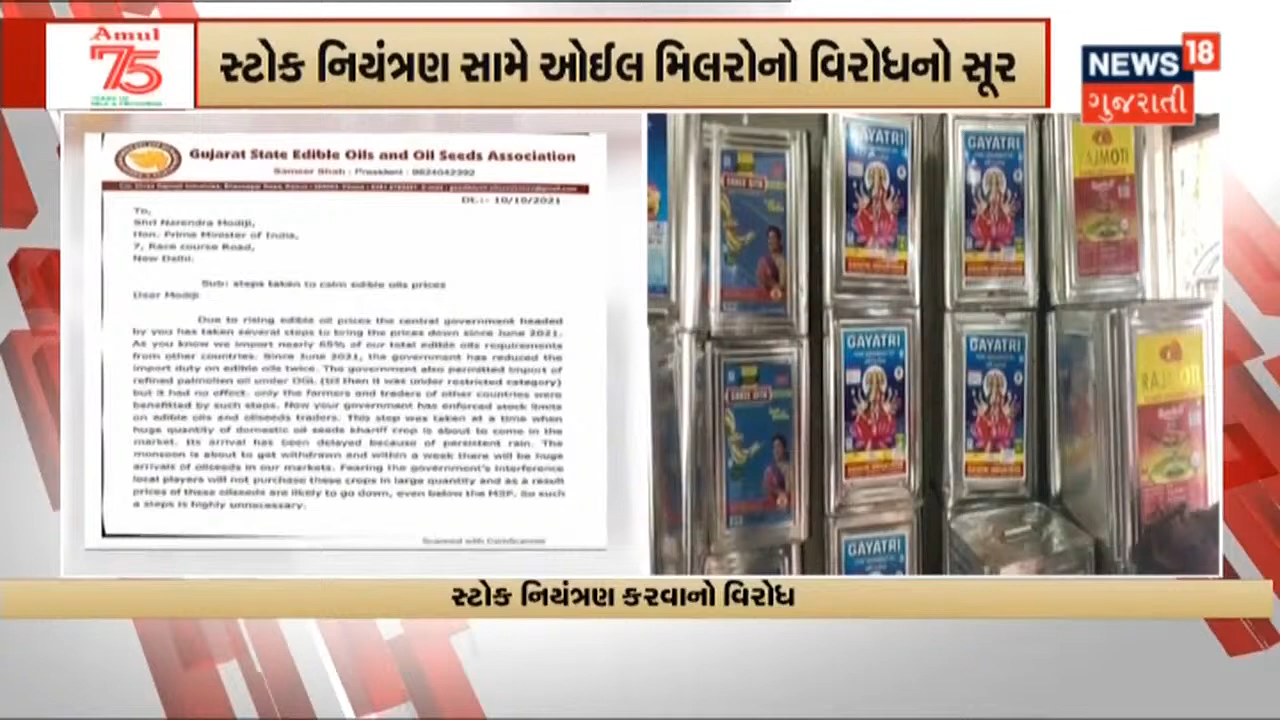 Amul
75
સ્ટોક નિયંત્રણ સામે ઓઈલ મિલરોનો વિરોધનો સૂર
NEWS 18
ગુજરાતી
Gujarat State Edible Oils and Oil Seeds Association
Sameer Shah : President : 9824042392
Dt.:- 10/10/2021
To,
Shri Narendra Modiji,
Hon. Prime Minister of India,
7, Race course Road,
New Delhi.
Sub: steps taken to calm edible oils prices
Dear Modiji
Due to rising edible oil prices the central government headed
by you has taken several steps to bring the prices down since June 2021.
As you know we import nearly 65% of our total edible oils requirements
from other countries. Since June 2021, the government has reduced the
import duty on edible oils twice. The government also permitted import of
refined palmolien oil under OGL (till then it was under restricted category)
but it had no effect. only the farmers and traders of other countries were
benefitted by such steps. Now your government has enforced stock limits
on edible oils and oilseeds traders. This step was taken at a time when
huge quantity of domestic oil seeds khariff crop is about to come in the
market. Its arrival has been delayed because of persistent rain. The
monsoon is about to get withdrawn and within a week there will be huge
arrivals of oilseeds in our markets. Fearing the government's interference
local players will not purchase these crops in large quantity and as a result
prices of these oilseeds are likely to go down, even below the MSP. So such
a steps is highly unnecessary.
Scanned with CamScanner
GAYATRI
GAYATRI
RAJMOTI
GAYATRI
GAYATRI
RAJMOTI
GAYATRI
સ્ટોક નિયંત્રણ કરવાનો વિરોધ